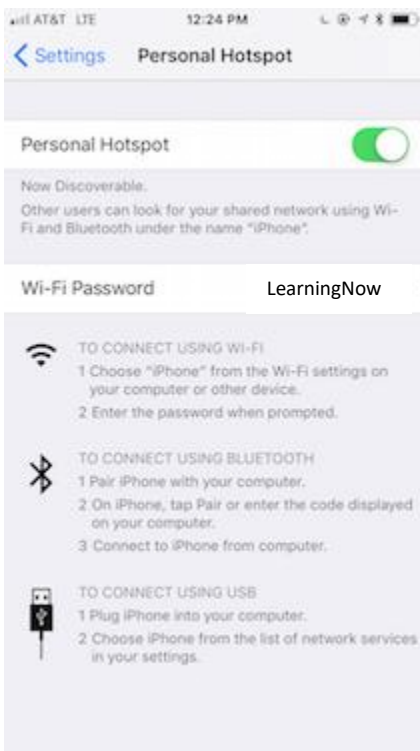 AT&T LTE 12:24 PM
Settings Personal Hotspot
Personal Hotspot
Now Discoverable.
Other users can look for your shared network using Wi-
Fi and Bluetooth under the name "iPhone".
Wi-Fi Password LearningNow
TO CONNECT USING WI-FI
1 Choose "iPhone" from the Wi-Fi settings on
your computer or other device.
2 Enter the password when prompted.
TO CONNECT USING BLUETOOTH
1 Pair iPhone with your computer.
2 On iPhone, tap Pair or enter the code displayed
on your computer.
3 Connect to iPhone from computer.
TO CONNECT USING USB
1 Plug iPhone into your computer.
2 Choose iPhone from the list of network services
in your settings.